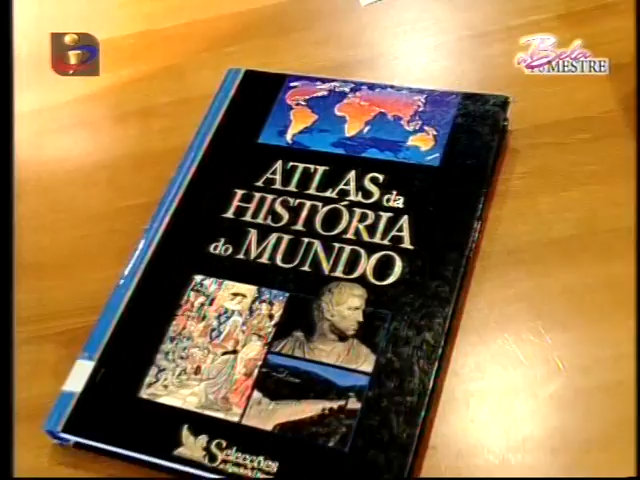 a Bela
e o MESTRE
ATLAS da
HISTÓRIA
do MUNDO
Selecções